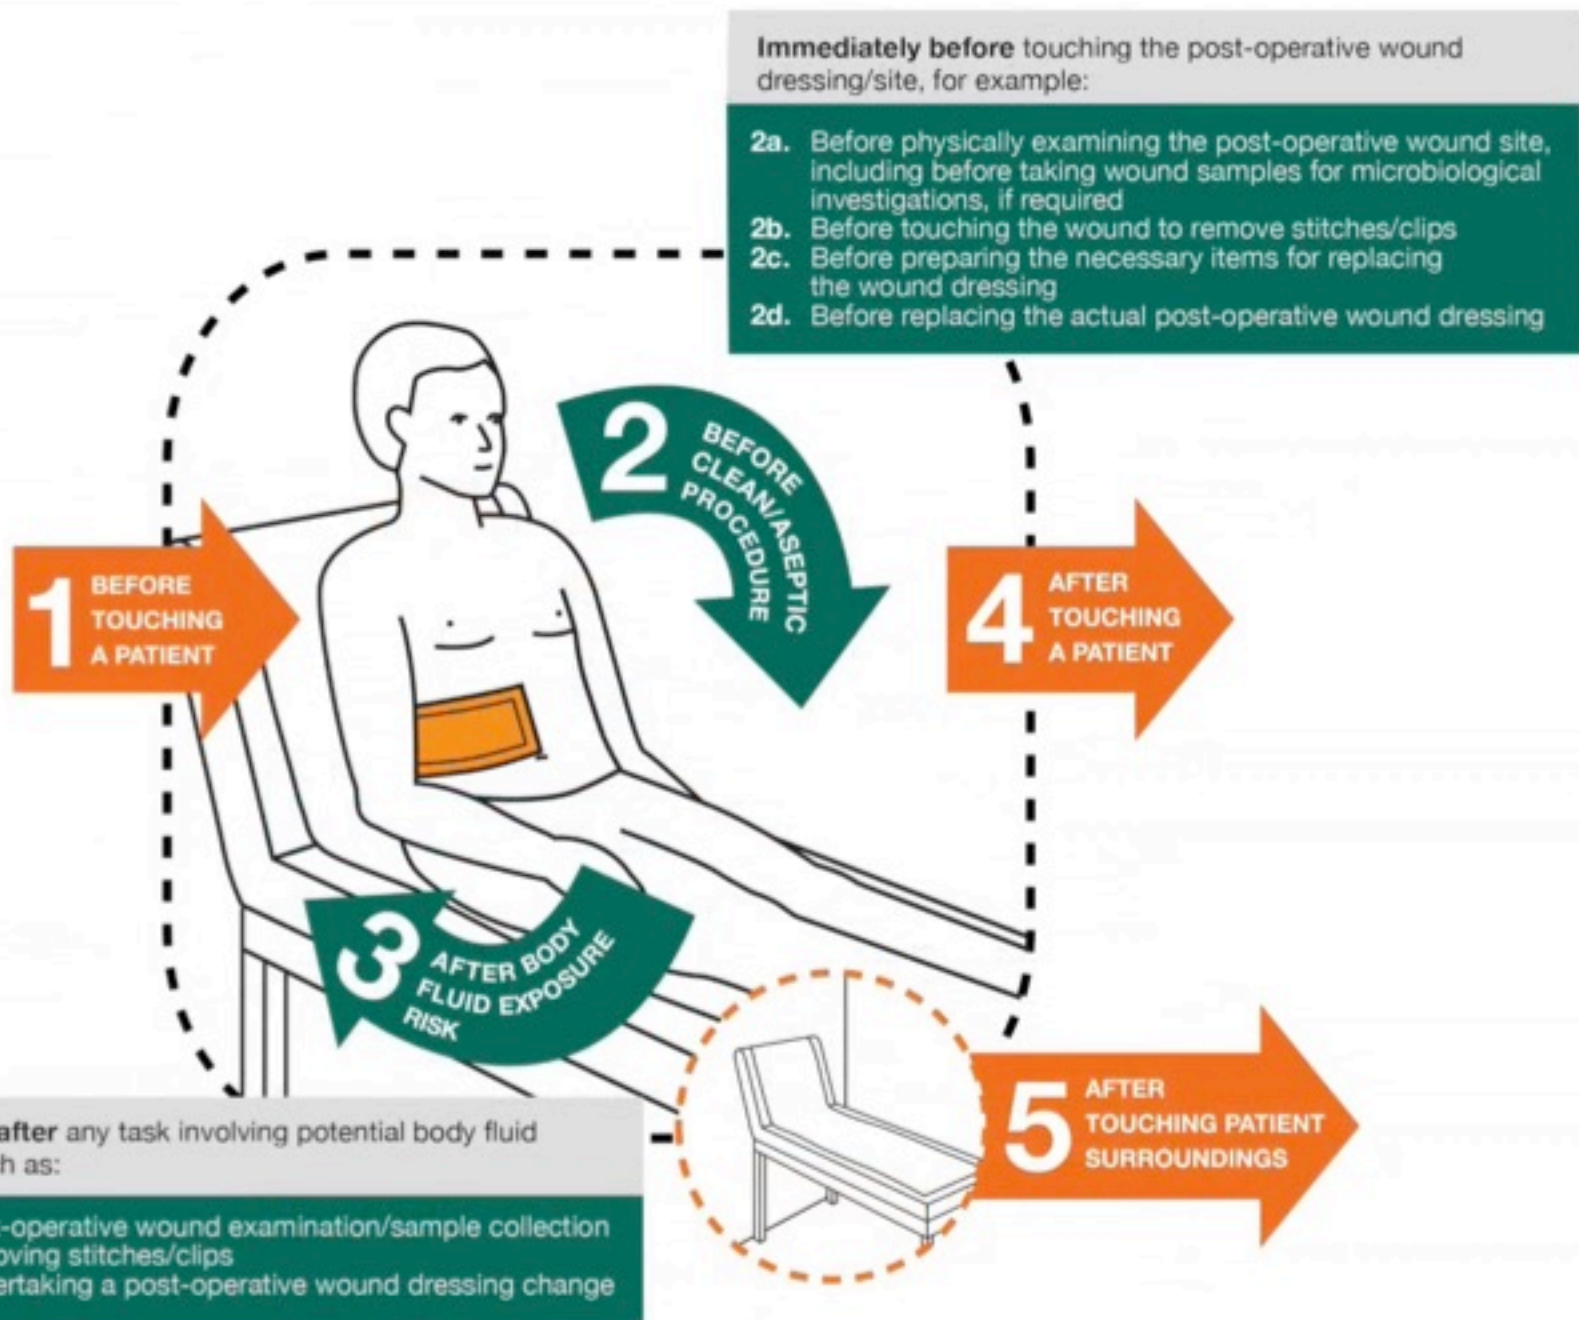 Immediately before touching the post-operative wound
dressing/site, for example:
2a. Before physically examining the post-operative wound site,
including before taking wound samples for microbiological
investigations, if required
2b. Before touching the wound to remove stitches/clips
2c. Before preparing the necessary items for replacing
the wound dressing
2d. Before replacing the actual post-operative wound dressing
1 BEFORE
TOUCHING
A PATIENT
2 BEFORE
CLEAN/ASEPTIC
PROCEDURE
4 AFTER
TOUCHING
A PATIENT
3 AFTER BODY
FLUID EXPOSURE
RISK
5 AFTER
TOUCHING PATIENT
SURROUNDINGS
after any task involving potential body fluid
h as:
-operative wound examination/sample collection
oving stitches/clips
ertaking a post-operative wound dressing change